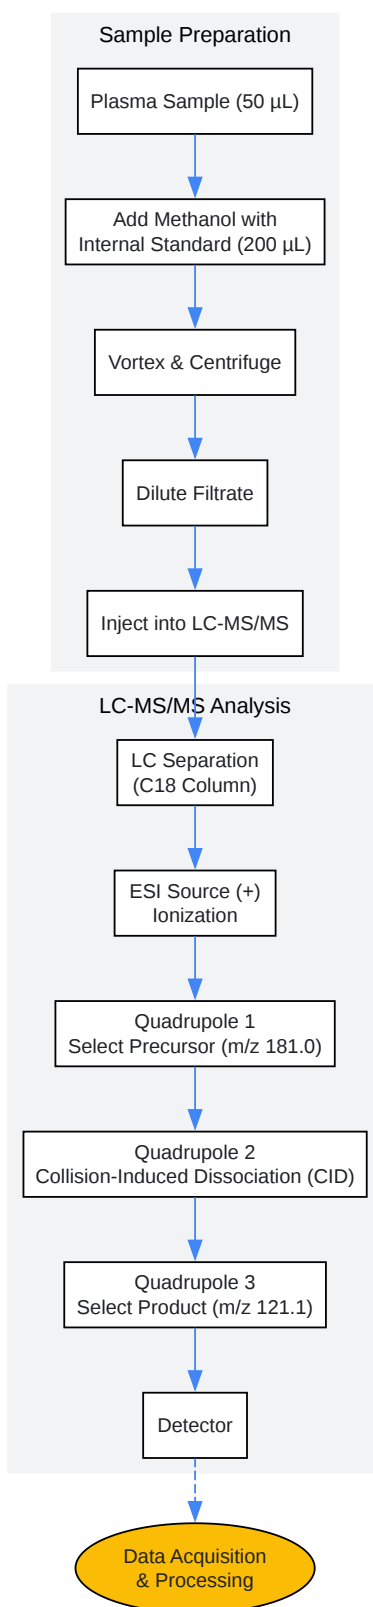 Sample Preparation
Plasma Sample (50 µL)
Add Methanol with
Internal Standard (200 µL)
Vortex & Centrifuge
Dilute Filtrate
Inject into LC-MS/MS
LC-MS/MS Analysis
LC Separation
(C18 Column)
ESI Source (+)
Ionization
Quadrupole 1
Select Precursor (m/z 181.0)
Quadrupole 2
Collision-Induced Dissociation (CID)
Quadrupole 3
Select Product (m/z 121.1)
Detector
Data Acquisition
& Processing